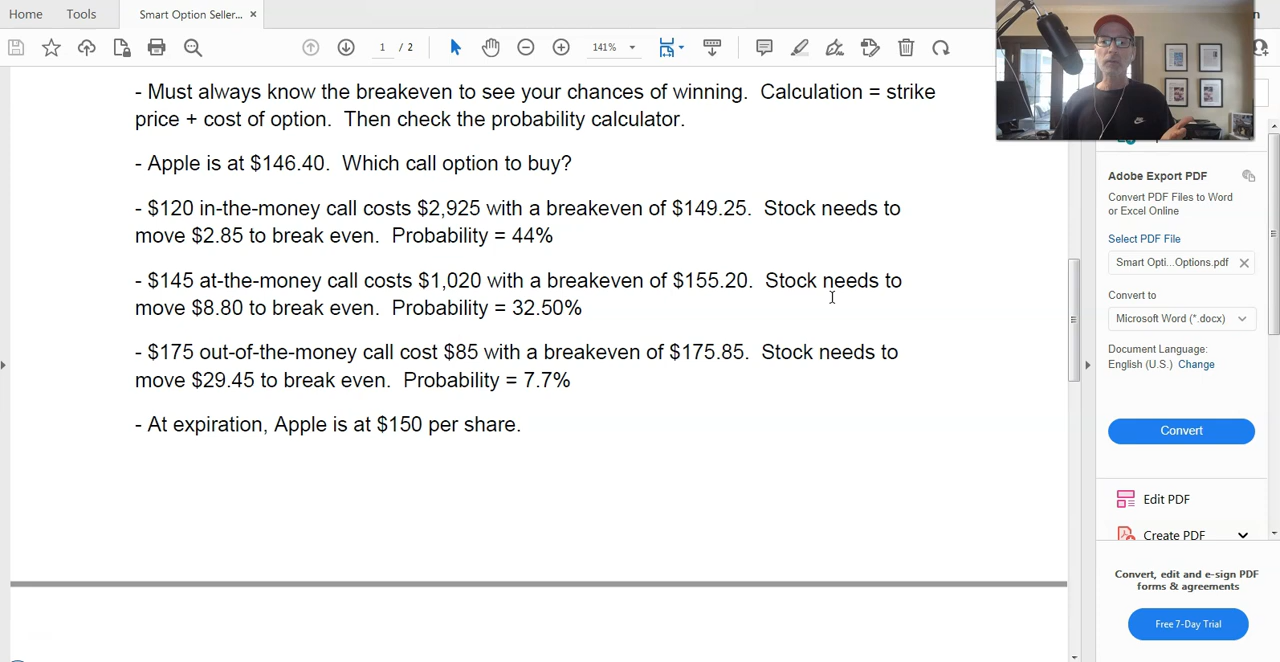 Home
Tools
Smart Option Seller... ×
1 / 2
141%
- Must always know the breakeven to see your chances of winning.  Calculation = strike
price + cost of option.  Then check the probability calculator.
- Apple is at $146.40.  Which call option to buy?
- $120 in-the-money call costs $2,925 with a breakeven of $149.25.  Stock needs to
move $2.85 to break even.  Probability = 44%
- $145 at-the-money call costs $1,020 with a breakeven of $155.20.  Stock needs to
move $8.80 to break even.  Probability = 32.50%
- $175 out-of-the-money call cost $85 with a breakeven of $175.85.  Stock needs to
move $29.45 to break even.  Probability = 7.7%
- At expiration, Apple is at $150 per share.
Adobe Export PDF
Convert PDF Files to Word
or Excel Online
Select PDF File
Smart Opti...Options.pdf
Convert to
Microsoft Word (*.docx)
Document Language:
English (U.S.) Change
Convert
Edit PDF
Create PDF
Convert, edit and e-sign PDF
forms & agreements
Free 7-Day Trial